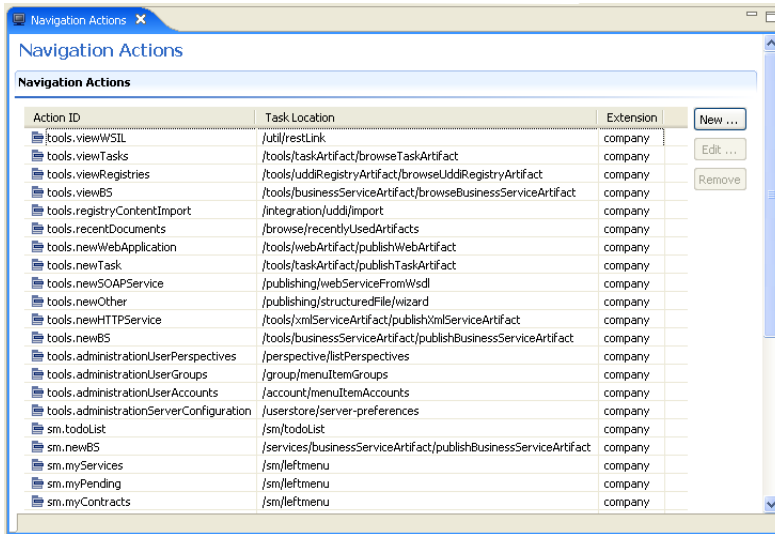 Navigation Actions
Navigation Actions
Navigation Actions
Action ID Task Location Extension
New ...
tools.viewWSIL /util/restLink company
tools.viewTasks /tools/taskArtifact/browseTaskArtifact company
Edit ...
tools.viewRegistries /tools/uddiRegistryArtifact/browseUddiRegistryArtifact company
Remove
tools.viewBS /tools/businessServiceArtifact/browseBusinessServiceArtifact company
tools.registryContentImport /integration/uddi/import company
tools.recentDocuments /browse/recentlyUsedArtifacts company
tools.newWebApplication /tools/webArtifact/publishWebArtifact company
tools.newTask /tools/taskArtifact/publishTaskArtifact company
tools.newSOAPService /publishing/webServiceFromWsdl company
tools.newOther /publishing/structuredFile/wizard company
tools.newHTTPService /tools/xmlServiceArtifact/publishXmlServiceArtifact company
tools.newBS /tools/businessServiceArtifact/publishBusinessServiceArtifact company
tools.administrationUserPerspectives /perspective/listPerspectives company
tools.administrationUserGroups /group/menuItemGroups company
tools.administrationUserAccounts /account/menuItemAccounts company
tools.administrationServerConfiguration /userstore/server-preferences company
sm.todoList /sm/todoList company
sm.newBS /services/businessServiceArtifact/publishBusinessServiceArtifact company
sm.myServices /sm/leftmenu company
sm.myPending /sm/leftmenu company
sm.myContracts /sm/leftmenu company